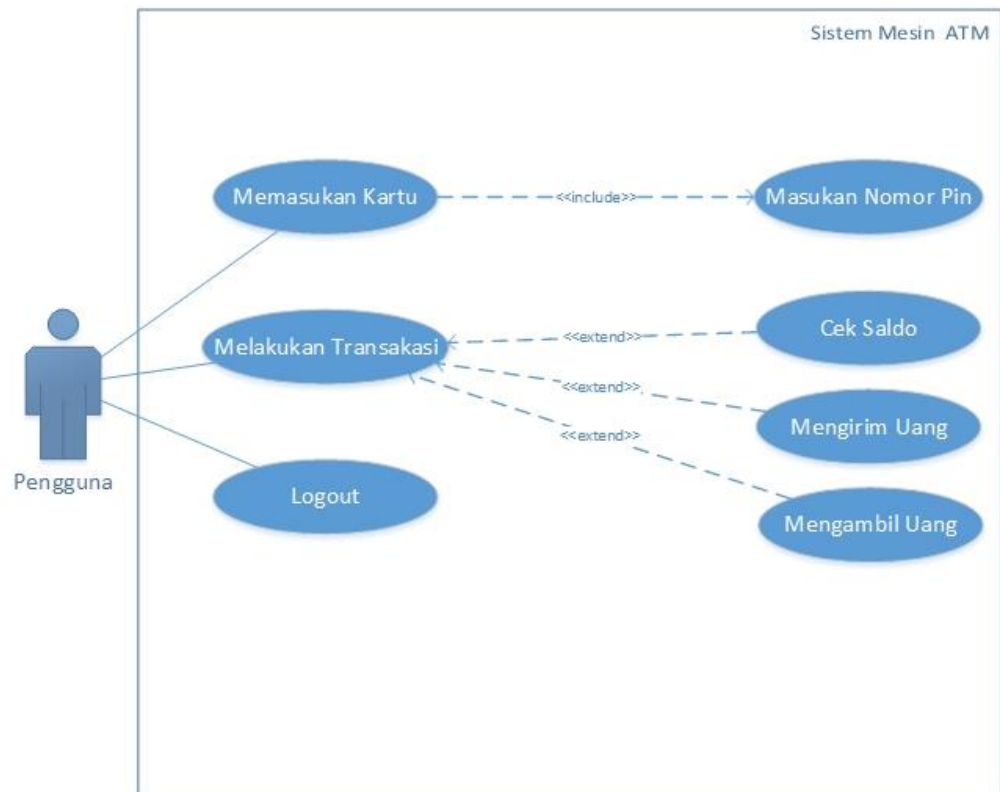 Sistem Mesin ATM
Memasukan Kartu
<<include>>
Masukan Nomor Pin
Melakukan Transakasi
<<extend>>
Cek Saldo
<<extend>>
Mengirim Uang
<<extend>>
Pengguna
Logout
Mengambil Uang